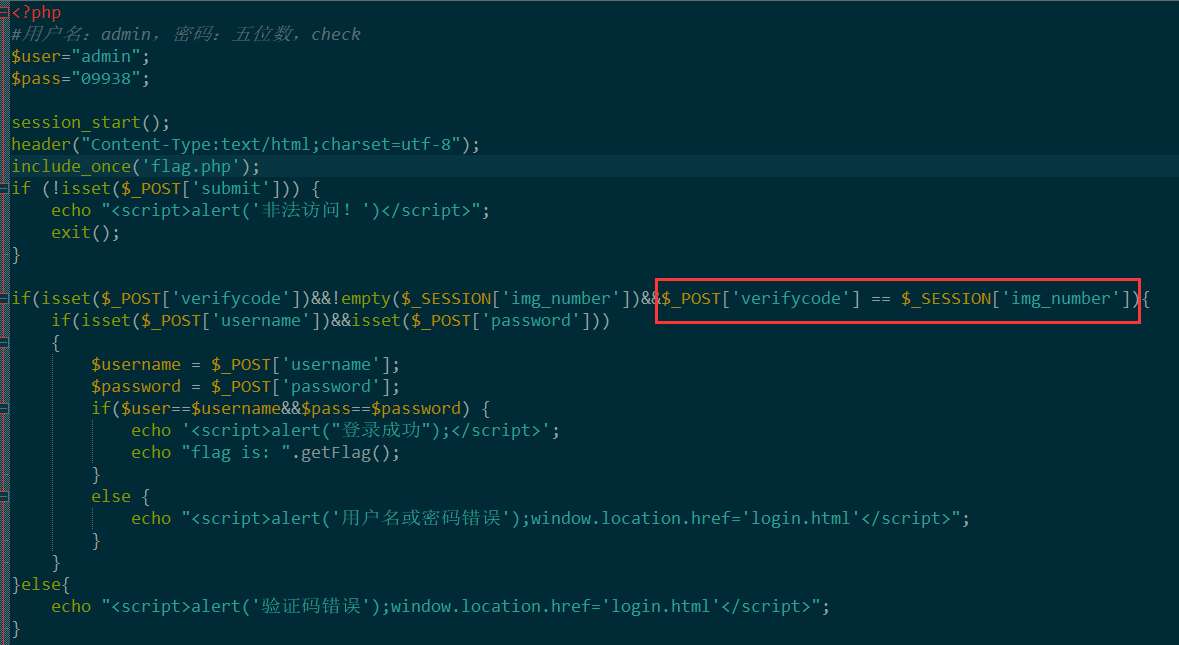 <?php
#用户名：admin，密码：五位数，check
$user="admin";
$pass="09938";
session_start();
header("Content-Type:text/html;charset=utf-8");
include_once('flag.php');
if (!isset($_POST['submit'])) {
echo "<script>alert('非法访问！')</script>";
exit();
}
if(isset($_POST['verifycode'])&&!empty($_SESSION['img_number'])&&$_POST['verifycode'] == $_SESSION['img_number']){
if(isset($_POST['username'])&&isset($_POST['password']))
{
$username = $_POST['username'];
$password = $_POST['password'];
if($user==$username&&$pass==$password) {
echo '<script>alert("登录成功");</script>';
echo "flag is: ".getFlag();
}
else {
echo "<script>alert('用户名或密码错误');window.location.href='login.html'</script>";
}
}
}else{
echo "<script>alert('验证码错误');window.location.href='login.html'</script>";
}